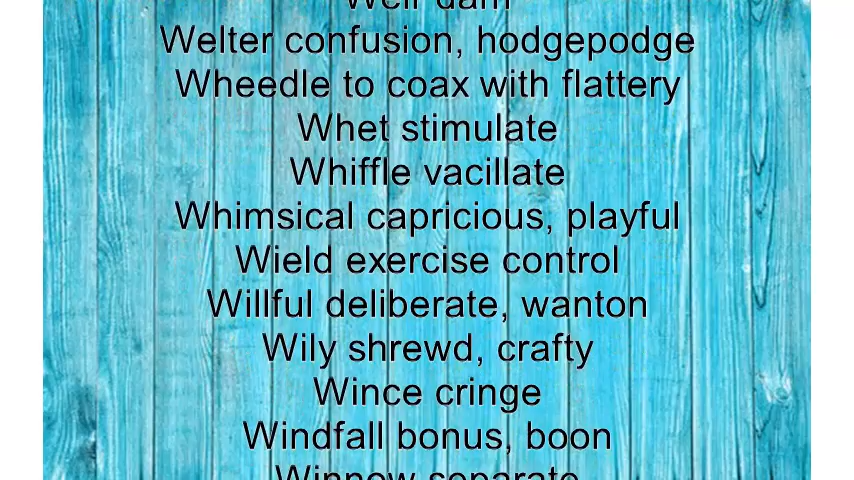 Weir dam
Welter confusion, hodgepodge
Wheedle to coax with flattery
Whet stimulate
Whiffle vacillate
Whimsical capricious, playful
Wield exercise control
Willful deliberate, wanton
Wily shrewd, crafty
Wince cringe
Windfall bonus, boon
Winnow separate